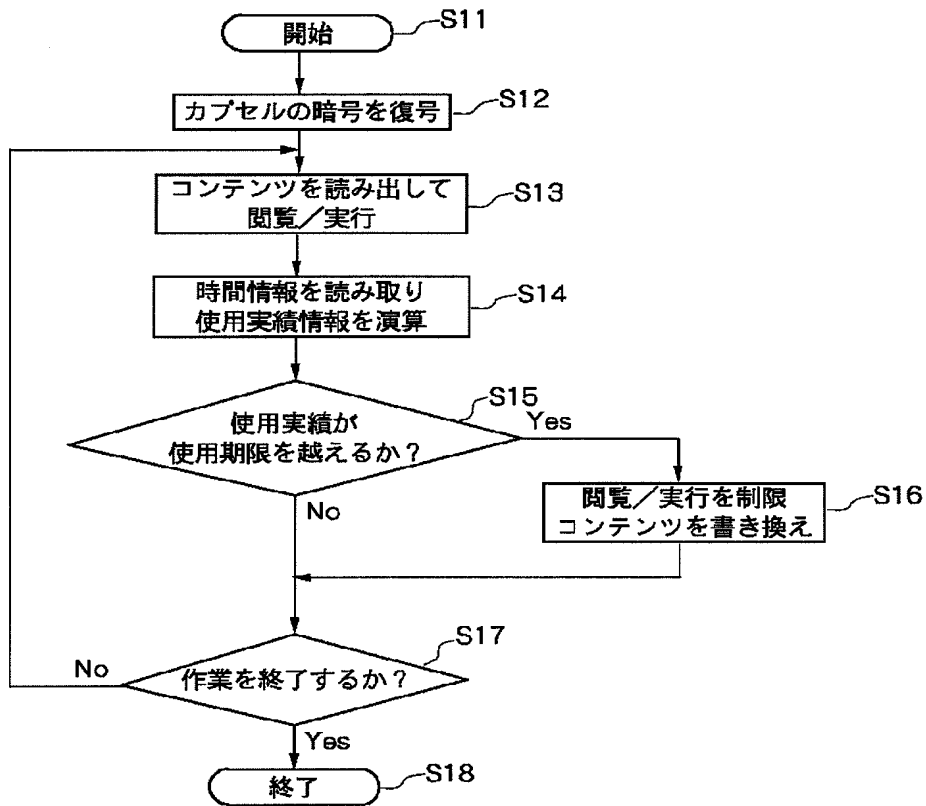 開始
S11
カプセルの暗号を復号
S12
コンテンツを読み出して
閲覧／実行
S13
時間情報を読み取り
使用実績情報を演算
S14
使用実績が
使用期限を越えるか？
S15
Yes
No
閲覧／実行を制限
コンテンツを書き換え
S16
作業を終了するか？
S17
No
Yes
終了
S18